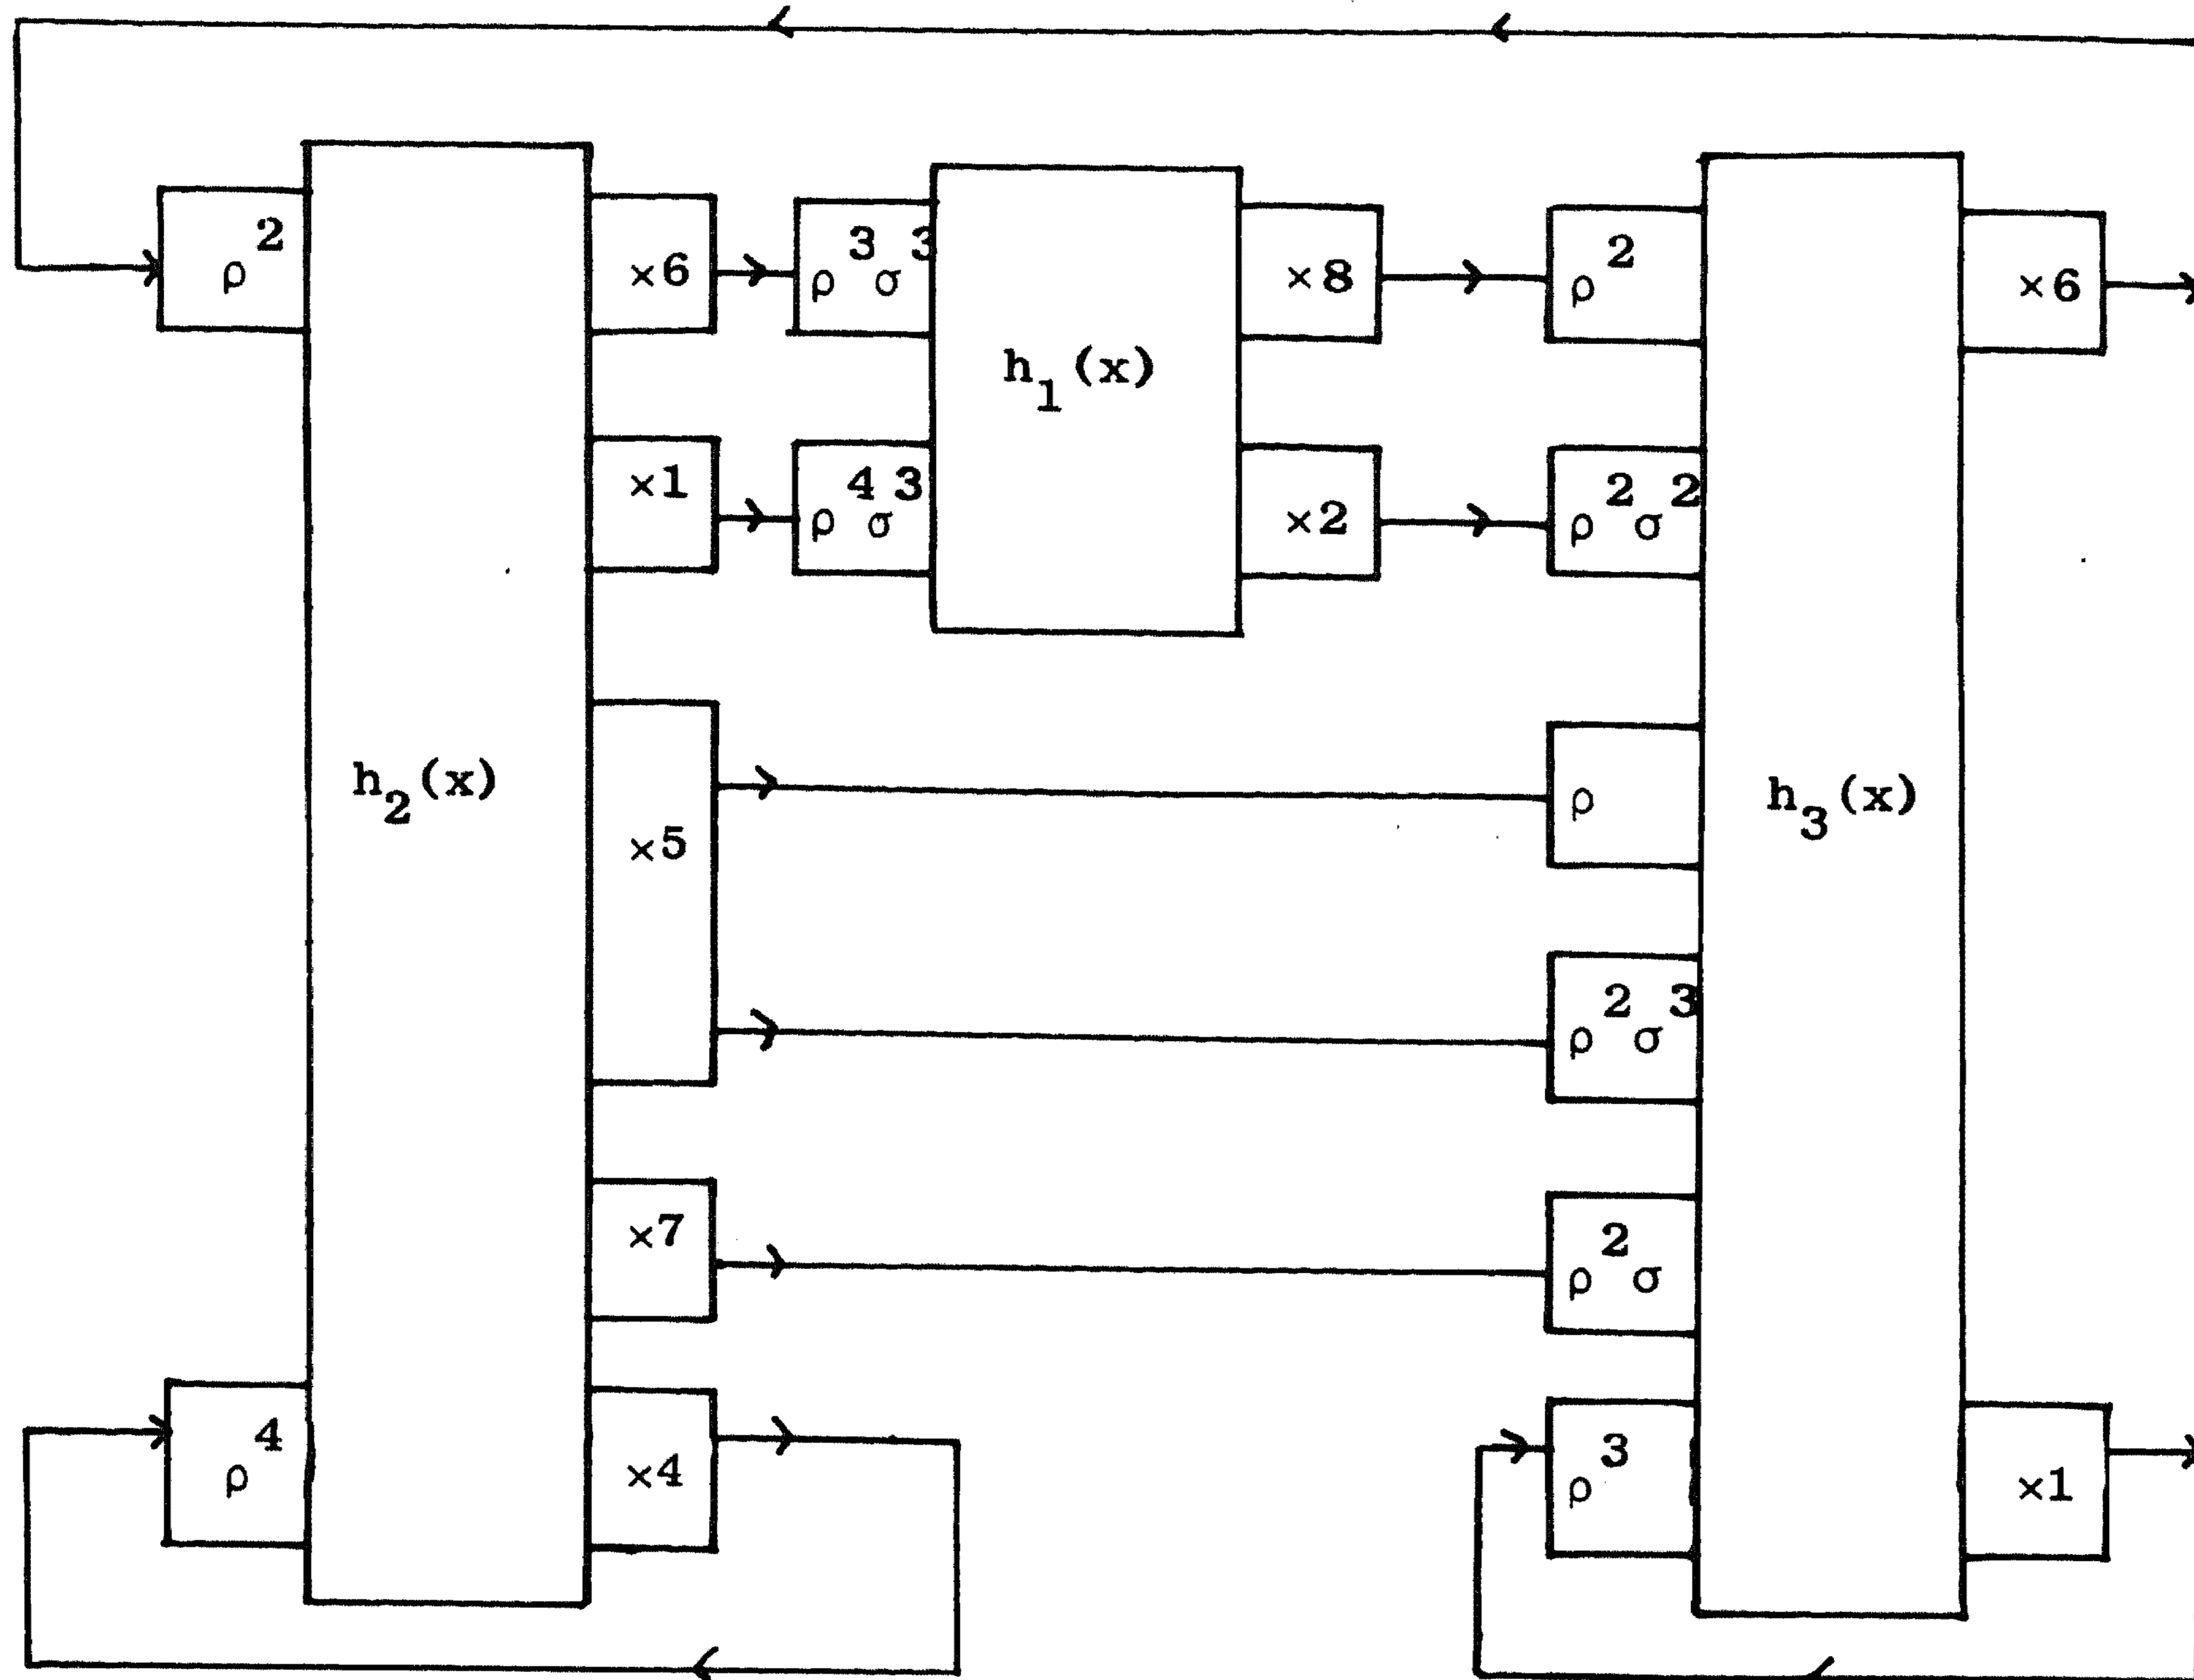 ρ²
×6
ρ³σ³
×8
ρ²
×6
h₁(x)
×1
ρ⁴σ³
×2
ρ²σ²
h₂(x)
×5
ρ
h₃(x)
ρ²σ³
×7
ρ²σ
ρ⁴
×4
ρ³
×1